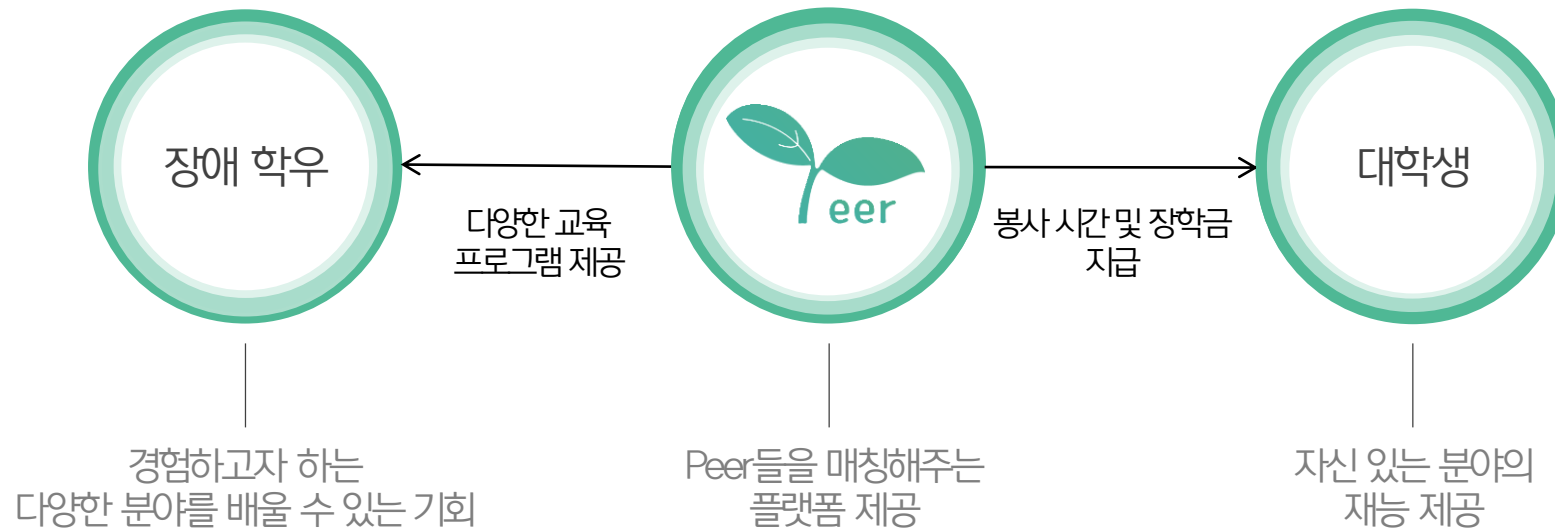 장애 학우
eer
대학생
다양한 교육
프로그램 제공
봉사 시간 및 장학금
지급
경험하고자 하는
다양한 분야를 배울 수 있는 기회
Peer들을 매칭해주는
플랫폼 제공
자신 있는 분야의
재능 제공